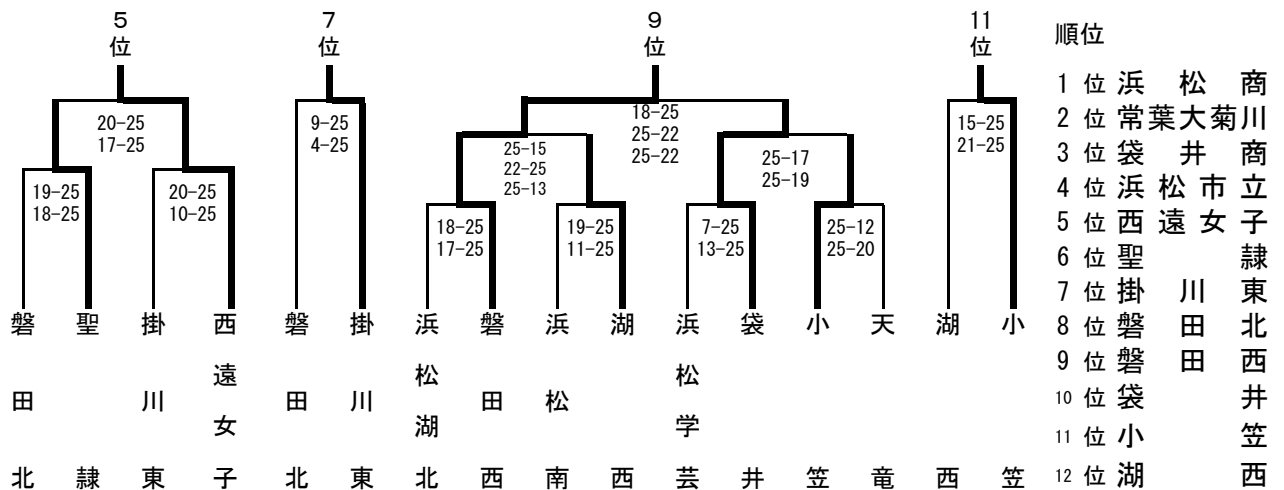 5位
7位
9位
11位
20-25
17-25
19-25
18-25
20-25
10-25
9-25
4-25
18-25
25-22
25-22
25-15
22-25
25-13
25-17
25-19
18-25
17-25
19-25
11-25
7-25
13-25
25-12
25-20
15-25
21-25
磐田北
聖隷
掛川東
西遠女子
磐田北
掛川東
浜松湖北
磐田西
浜松南
湖西
浜松学芸
袋井
小笠
天竜
湖西
小笠
順位
1 位 浜松商
2 位 常葉大菊川
3 位 袋井商
4 位 浜松市立
5 位 西遠女子
6 位 聖隷
7 位 掛川東
8 位 磐田北
9 位 磐田西
10 位 袋井
11 位 小笠
12 位 湖西